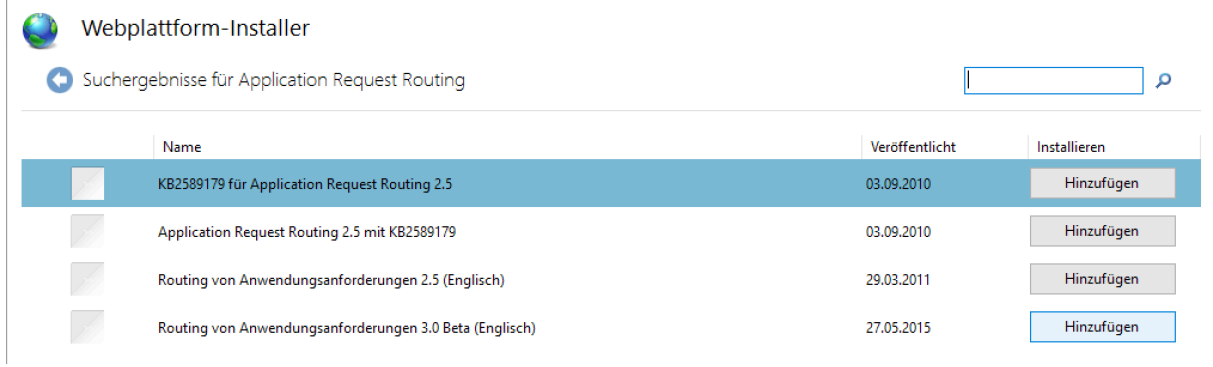 Webplattform-Installer
Suchergebnisse für Application Request Routing
Name Veröffentlicht Installieren
KB2589179 für Application Request Routing 2.5 03.09.2010 Hinzufügen
Application Request Routing 2.5 mit KB2589179 03.09.2010 Hinzufügen
Routing von Anwendungsanforderungen 2.5 (Englisch) 29.03.2011 Hinzufügen
Routing von Anwendungsanforderungen 3.0 Beta (Englisch) 27.05.2015 Hinzufügen